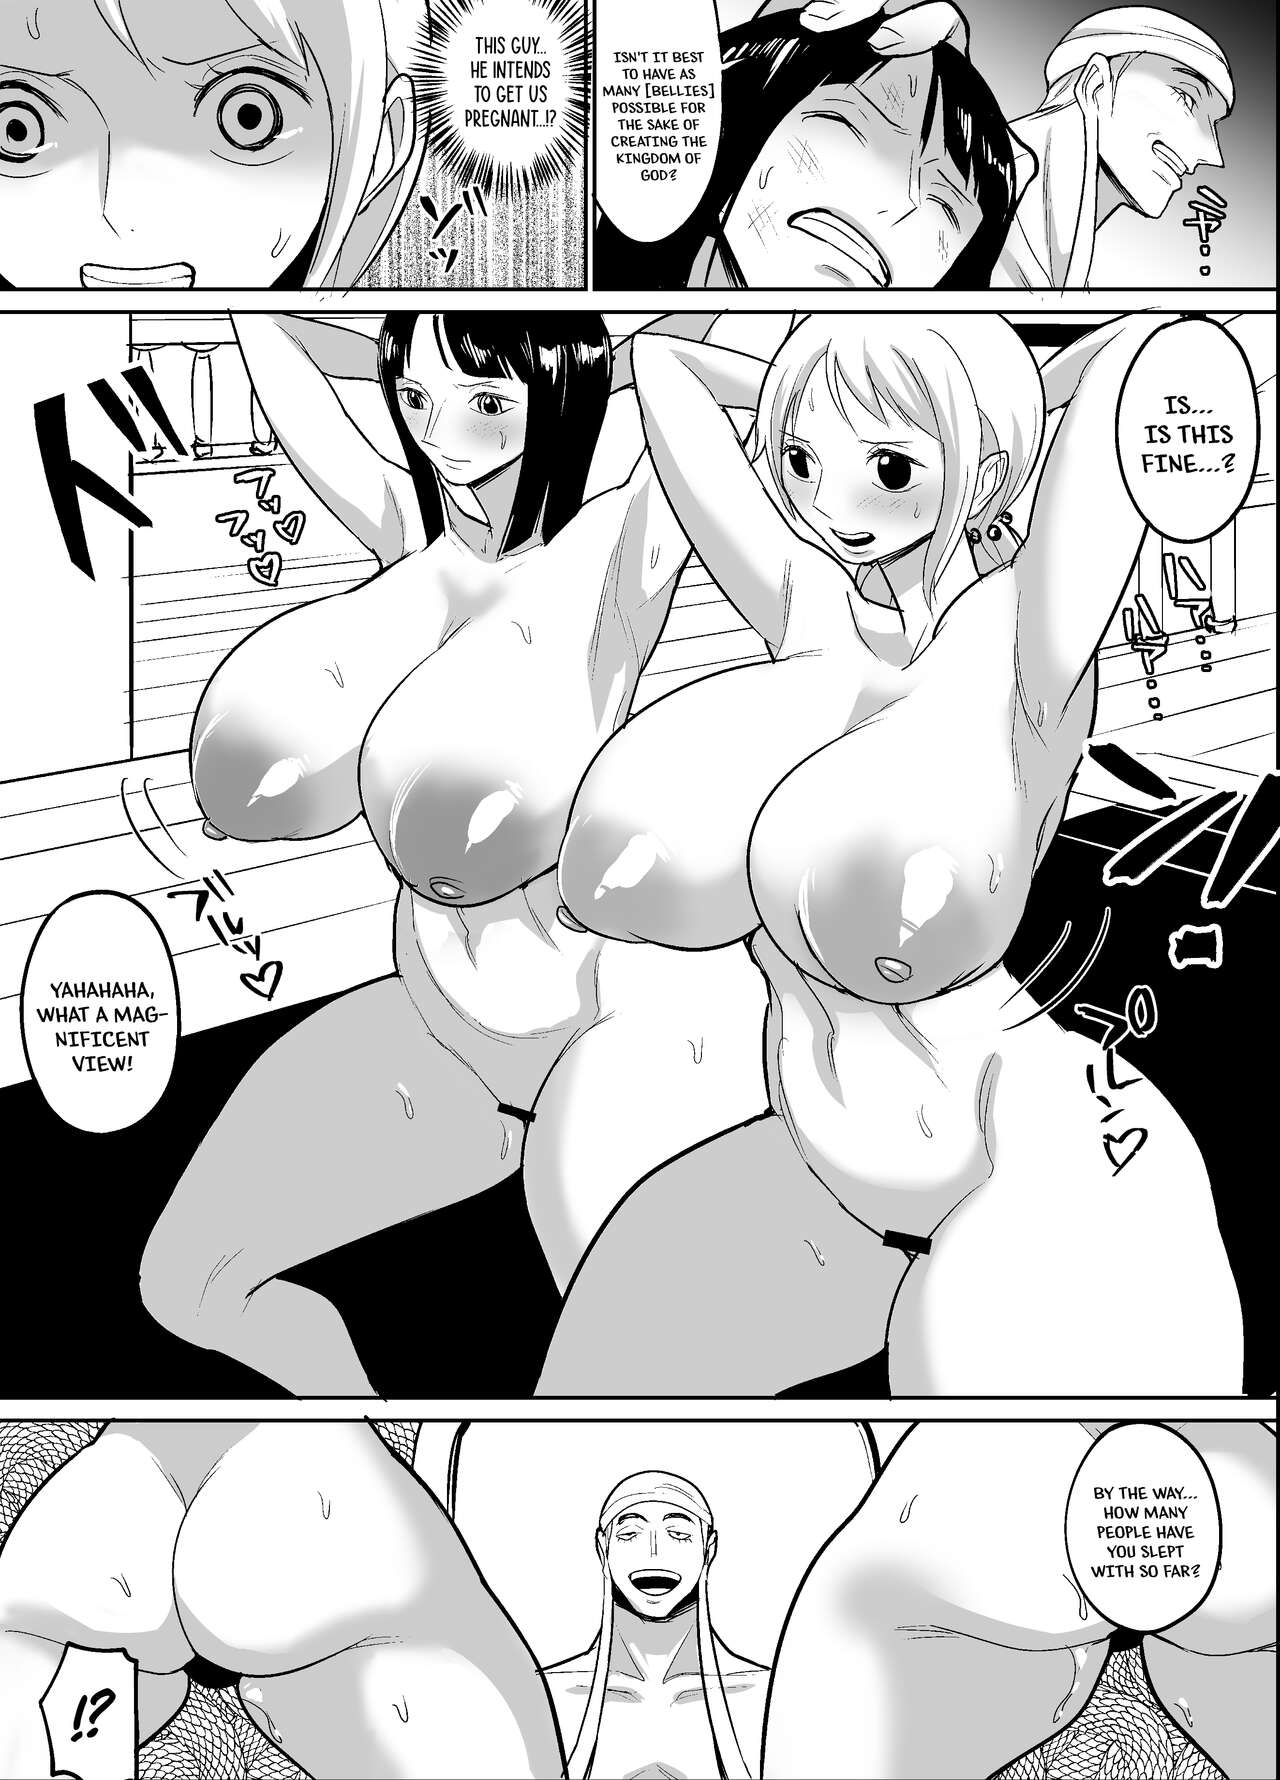 ISN'T IT BEST
TO HAVE AS
MANY [BELLIES]
POSSIBLE FOR
THE SAKE OF
CREATING THE
KINGDOM OF
GOD?
THIS GUY...
HE INTENDS
TO GET US
PREGNANT...!?
IS...
IS THIS
FINE...?
YAHAHAHA,
WHAT A MAG-
NIFICENT
VIEW!
BY THE WAY...
HOW MANY
PEOPLE HAVE
YOU SLEPT
WITH SO FAR?
!?